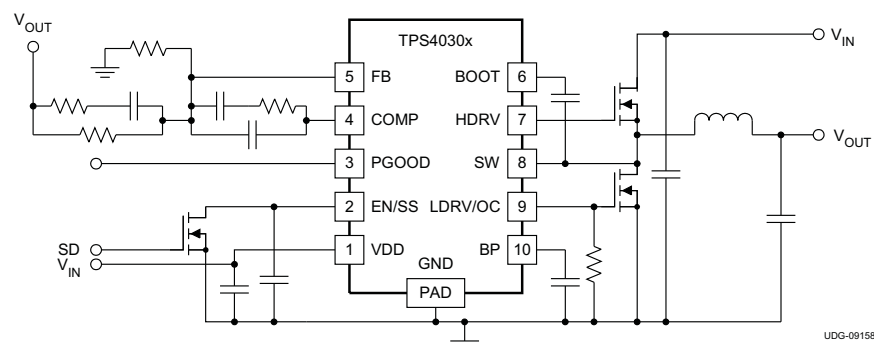 VOUT
TPS4030x
VIN
5 FB
BOOT 6
4 COMP
HDRV 7
VOUT
3 PGOOD
SW 8
2 EN/SS
LDRV/OC 9
SD
1 VDD
BP 10
VIN
GND
PAD
UDG-09158